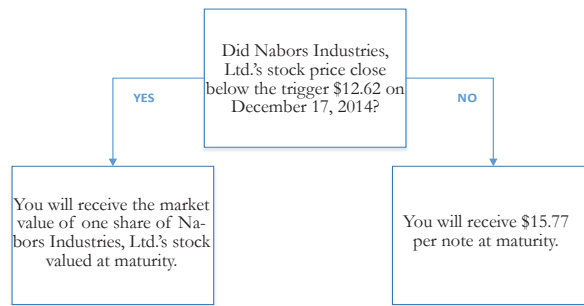 Did Nabors Industries,
Ltd.'s stock price close
below the trigger $12.62 on
December 17, 2014?
YES
NO
You will receive the market
value of one share of Na-
bors Industries, Ltd.'s stock
valued at maturity.
You will receive $15.77
per note at maturity.